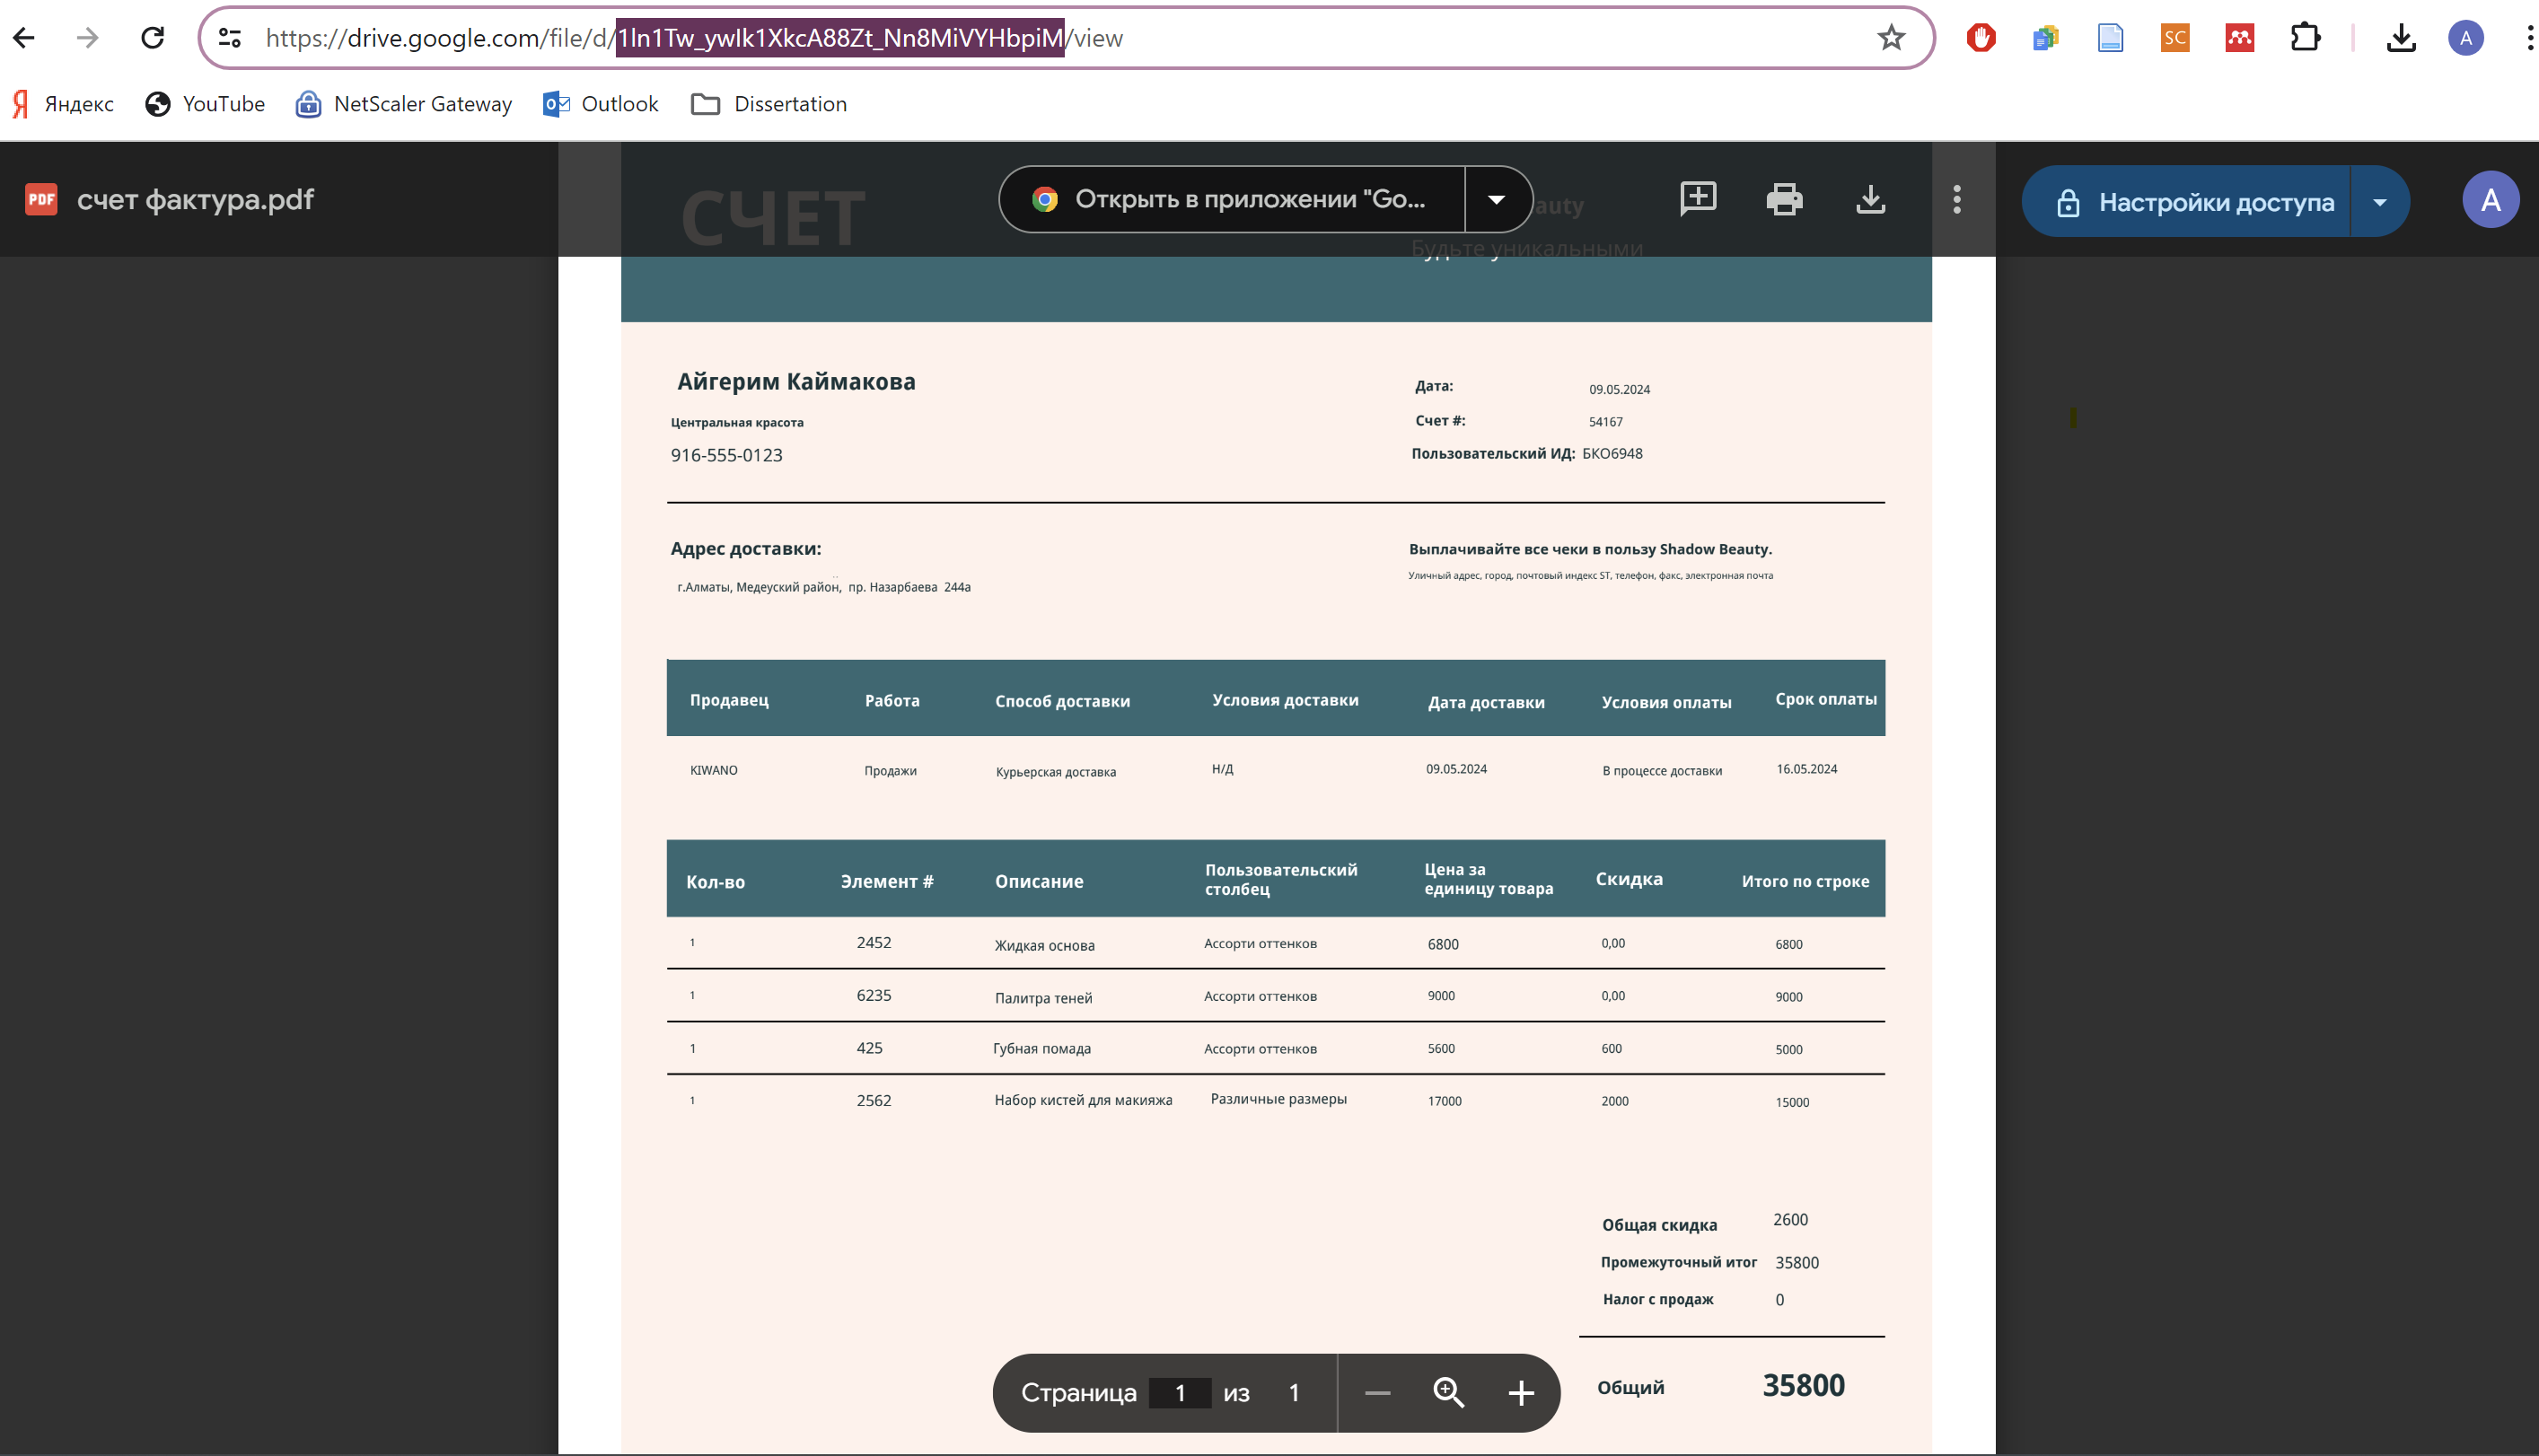 https://drive.google.com/file/d/1ln1Tw_ywlk1XkcA88Zt_Nn8MiVYHbpiM/view
SC
A
Яндекс YouTube NetScaler Gateway Outlook Dissertation
PDF счет фактура.pdf
Открыть в приложении "Go...
Настройки доступа
A
СЧЕТ
auty
Будьте уникальными
Айгерим Каймакова
Центральная красота
916-555-0123
Дата: 09.05.2024
Счет #: 54167
Пользовательский ИД: БКО6948
Адрес доставки:
г.Алматы, Медеуский район, пр. Назарбаева 244а
Выплачивайте все чеки в пользу Shadow Beauty.
Уличный адрес, город, почтовый индекс ST, телефон, факс, электронная почта
Продавец Работа Способ доставки Условия доставки Дата доставки Условия оплаты Срок оплаты
KIWANO Продажи Курьерская доставка Н/Д 09.05.2024 В процессе доставки 16.05.2024
Кол-во Элемент # Описание Пользовательский столбец Цена за единицу товара Скидка Итого по строке
1 2452 Жидкая основа Ассорти оттенков 6800 0,00 6800
1 6235 Палитра теней Ассорти оттенков 9000 0,00 9000
1 425 Губная помада Ассорти оттенков 5600 600 5000
1 2562 Набор кистей для макияжа Различные размеры 17000 2000 15000
Общая скидка 2600
Промежуточный итог 35800
Налог с продаж 0
Общий 35800
Страница 1 из 1